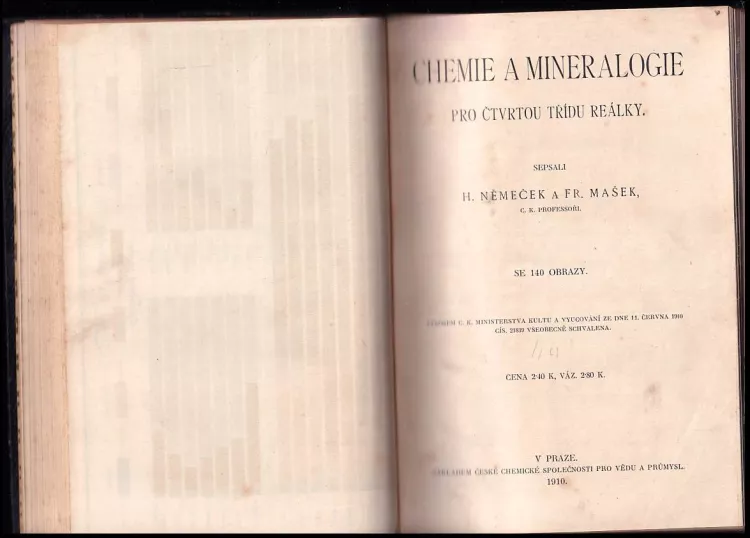 CHEMIE A MINERALOGIE
PRO ČTVRTOU TŘÍDU REÁLKY.
SEPSALI
H. NĚMEČEK A FR. MAŠEK,
C. K. PROFESSOŘI.
SE 140 OBRAZY.
C. K. MINISTERSTVA KULTU A VYUČOVÁNÍ ZE DNE 11. ČERVNA 1910
ČÍS. VŠEOBECNĚ SCHVÁLENA.
CENA 2·40 K, VÁZ. 2·80 K.
V PRAZE.
NÁKLADEM ČESKÉ CHEMICKÉ SPOLEČNOSTI PRO VĚDU A PRŮMYSL.
1910.